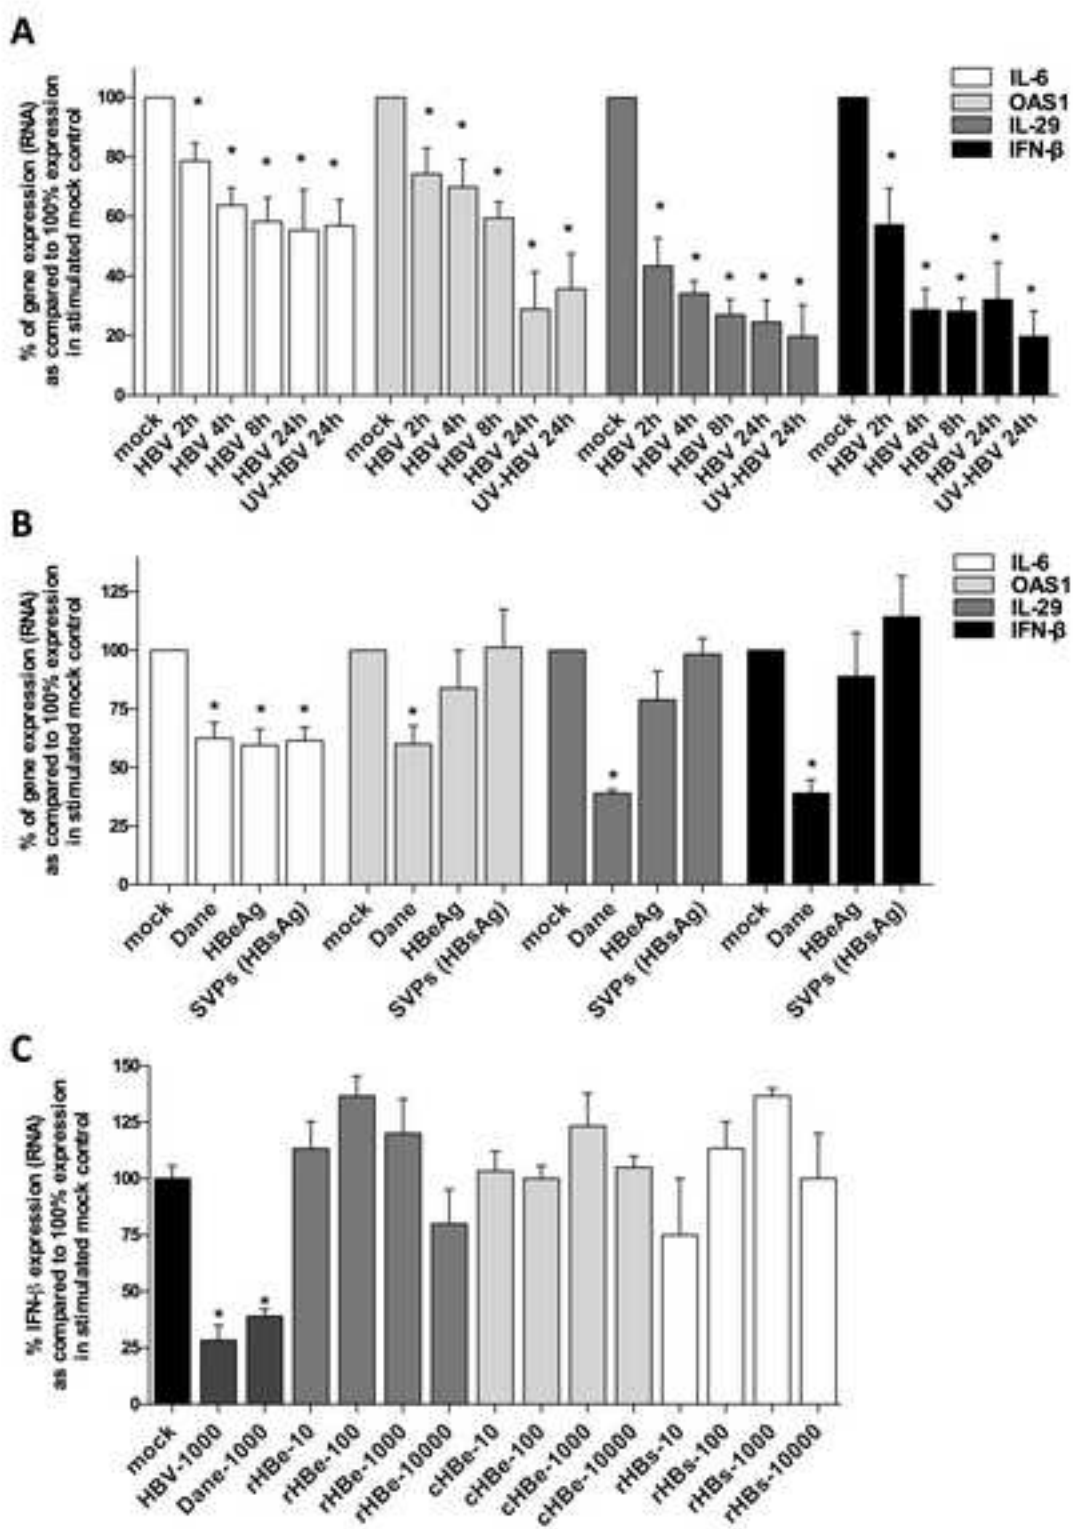 A
% of gene expression (RNA)
as compared to 100% expression
in stimulated mock control
100
80
60
40
20
0
IL-6
OAS1
IL-29
IFN-β
mock
HBV 2h
HBV 4h
HBV 8h
HBV 24h
UV-HBV 24h
mock
HBV 2h
HBV 4h
HBV 8h
HBV 24h
UV-HBV 24h
mock
HBV 2h
HBV 4h
HBV 8h
HBV 24h
UV-HBV 24h
mock
HBV 2h
HBV 4h
HBV 8h
HBV 24h
UV-HBV 24h
B
% of gene expression (RNA)
as compared to 100% expression
in stimulated mock control
125
100
75
50
25
0
IL-6
OAS1
IL-29
IFN-β
mock
Dane
HBeAg
SVPs (HBsAg)
mock
Dane
HBeAg
SVPs (HBsAg)
mock
Dane
HBeAg
SVPs (HBsAg)
mock
Dane
HBeAg
SVPs (HBsAg)
C
% IFN-β expression (RNA)
as compared to 100% expression
in stimulated mock control
150
125
100
75
50
25
0
mock
HBV-1000
Dane-1000
rHBe-10
rHBe-100
rHBe-1000
rHBe-10000
cHBe-10
cHBe-100
cHBe-1000
cHBe-10000
rHBs-10
rHBs-100
rHBs-1000
rHBs-10000